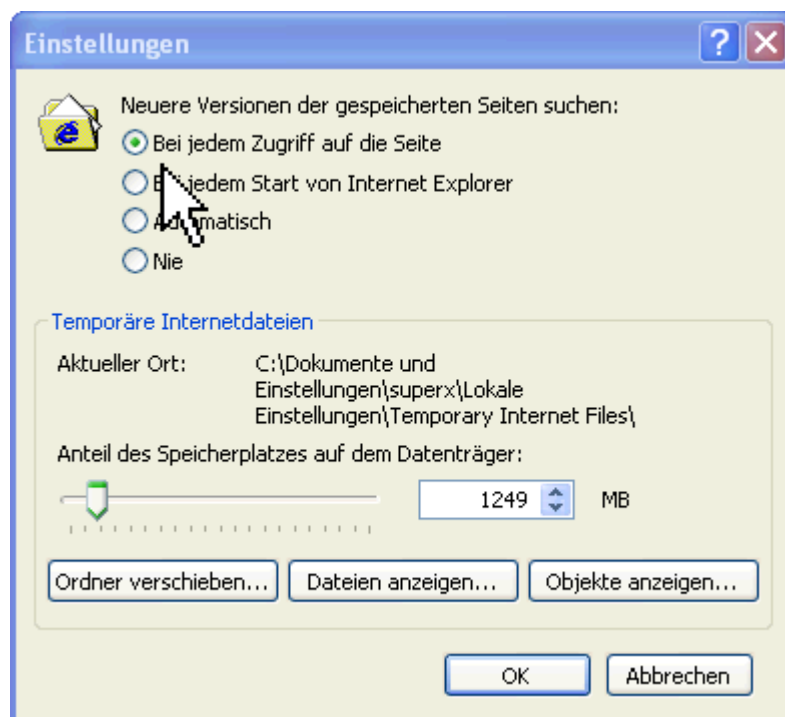 Einstellungen
Neuere Versionen der gespeicherten Seiten suchen:
Bei jedem Zugriff auf die Seite
jedem Start von Internet Explorer
Nie
Temporäre Internetdateien
Aktueller Ort: C:\Dokumente und
Einstellungen\superx\Lokale
Einstellungen\Temporary Internet Files\
Anteil des Speicherplatzes auf dem Datenträger:
1249 MB
Ordner verschieben... Dateien anzeigen... Objekte anzeigen...
OK Abbrechen